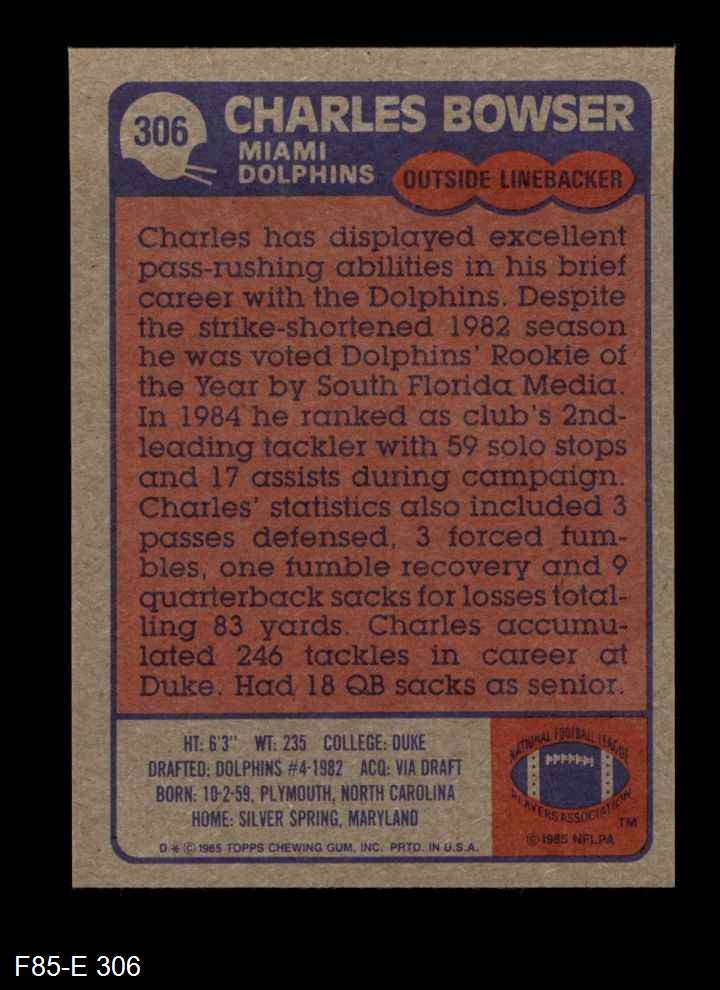 306
CHARLES BOWSER
MIAMI
DOLPHINS
OUTSIDE LINEBACKER
Charles has displayed excellent
pass-rushing abilities in his brief
career with the Dolphins. Despite
the strike-shortened 1982 season
he was voted Dolphins' Rookie of
the Year by South Florida Media.
In 1984 he ranked as club's 2nd-
leading tackler with 59 solo stops
and 17 assists during campaign.
Charles' statistics also included 3
passes defensed, 3 forced fum-
bles, one fumble recovery and 9
quarterback sacks for losses total-
ling 83 yards. Charles accumu-
lated 246 tackles in career at
Duke. Had 18 QB sacks as senior.
HT: 6'3" WT: 235 COLLEGE: DUKE
DRAFTED: DOLPHINS #4-1982 ACQ: VIA DRAFT
BORN: 10-2-59, PLYMOUTH, NORTH CAROLINA
HOME: SILVER SPRING, MARYLAND
D * © 1985 TOPPS CHEWING GUM, INC. PRTD. IN U.S.A.
NATIONAL FOOTBALL LEAGUE
PLAYERS ASSOCIATION
TM
© 1985 NFLPA
F85-E 306